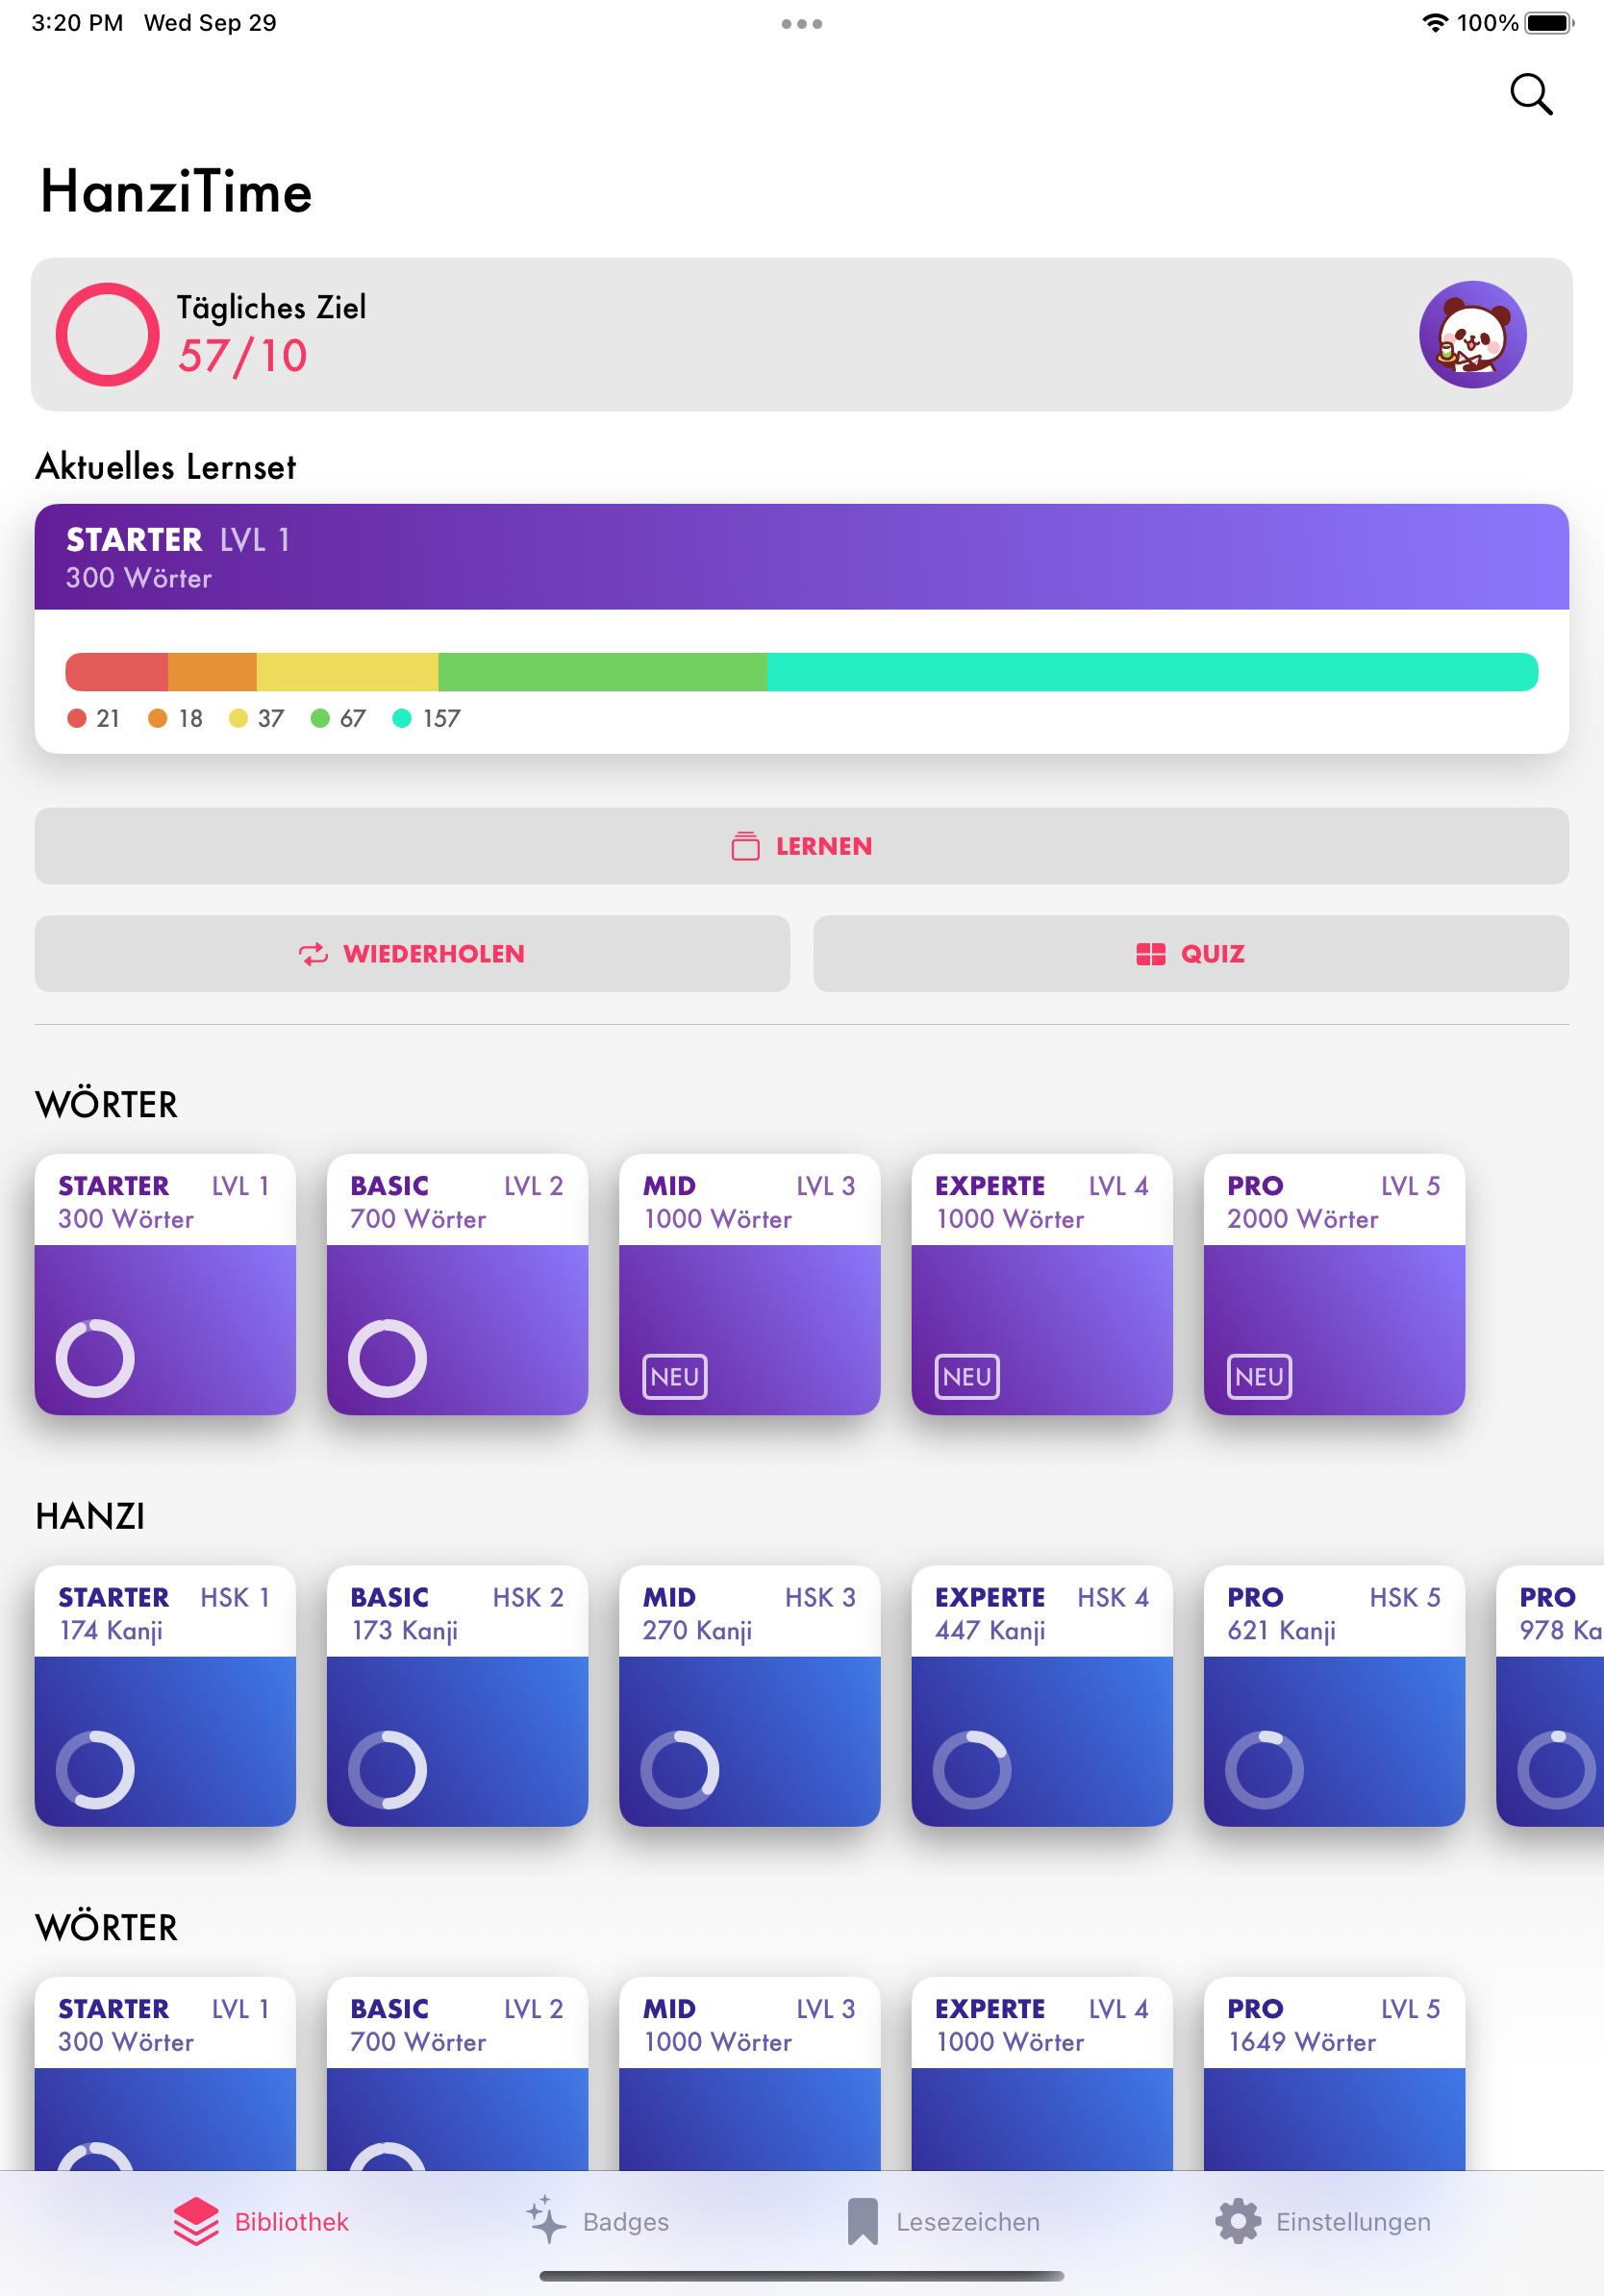 3:20 PM Wed Sep 29
100%
HanziTime
Tägliches Ziel
57/10
Aktuelles Lernset
STARTER LVL 1
300 Wörter
21 18 37 67 157
LERNEN
WIEDERHOLEN
QUIZ
WÖRTER
STARTER LVL 1
300 Wörter
BASIC LVL 2
700 Wörter
MID LVL 3
1000 Wörter
NEU
EXPERTE LVL 4
1000 Wörter
NEU
PRO LVL 5
2000 Wörter
NEU
HANZI
STARTER HSK 1
174 Kanji
BASIC HSK 2
173 Kanji
MID HSK 3
270 Kanji
EXPERTE HSK 4
447 Kanji
PRO HSK 5
621 Kanji
PRO
978 Ka
WÖRTER
STARTER LVL 1
300 Wörter
BASIC LVL 2
700 Wörter
MID LVL 3
1000 Wörter
EXPERTE LVL 4
1000 Wörter
PRO LVL 5
1649 Wörter
Bibliothek
Badges
Lesezeichen
Einstellungen